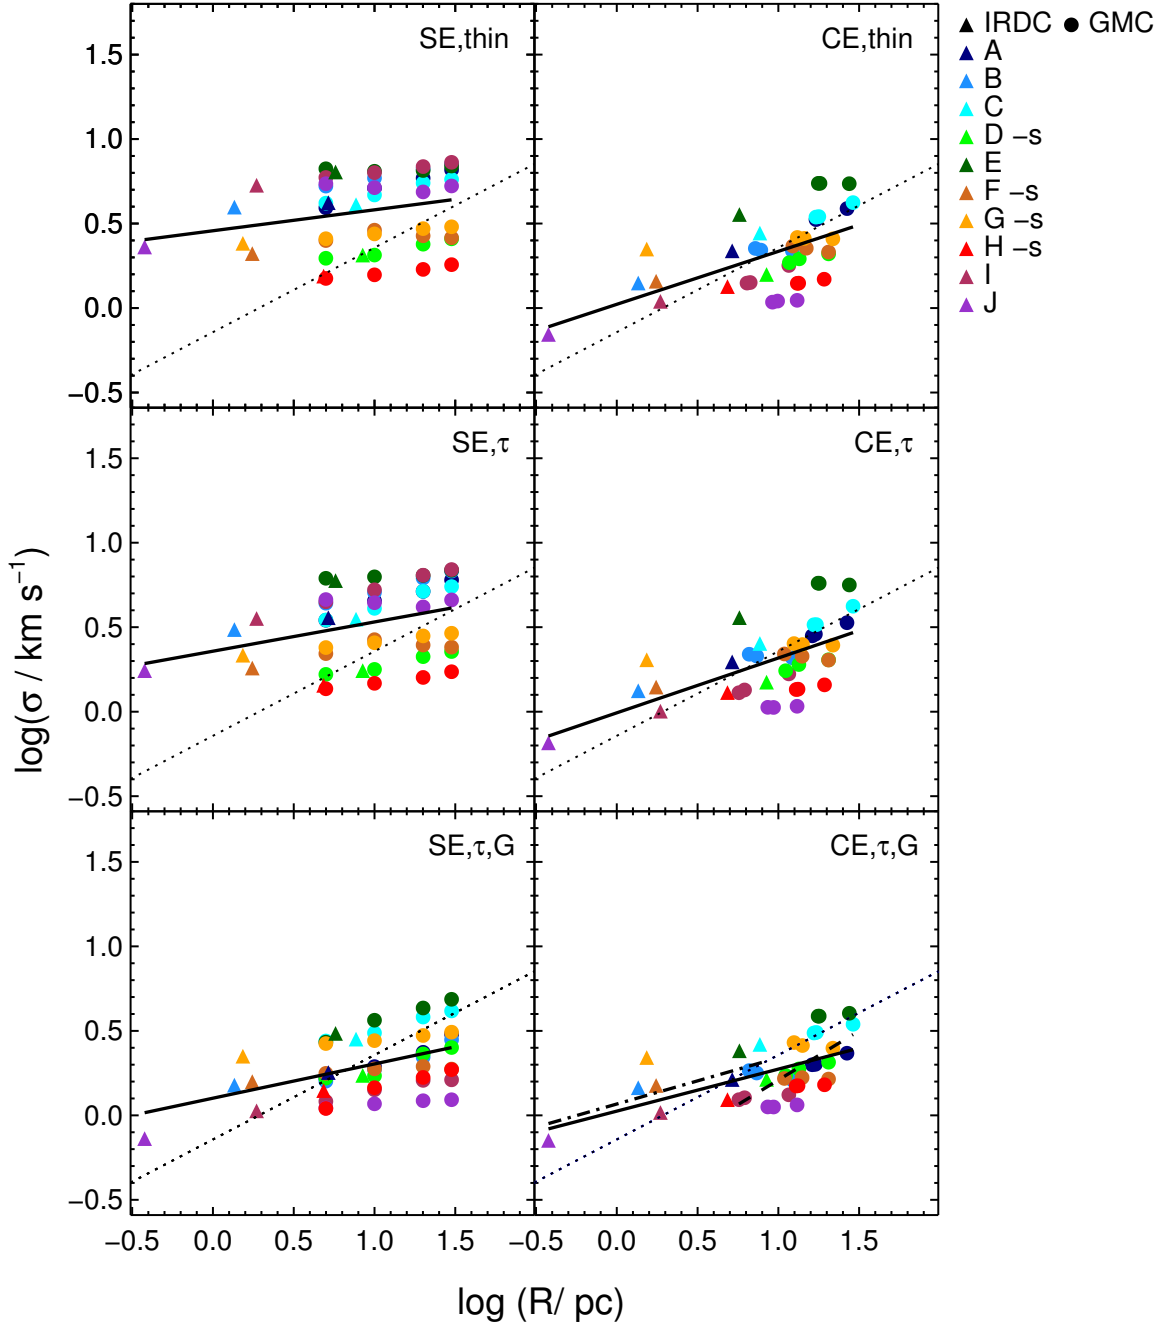 SE,thin
CE,thin
▲ IRDC ● GMC
A
B
C
D -s
E
F -s
G -s
H -s
I
J
1.5
1.0
0.5
0.0
−0.5
SE,τ
CE,τ
1.5
1.0
0.5
0.0
−0.5
SE,τ,G
CE,τ,G
1.5
1.0
0.5
0.0
−0.5
−0.5 0.0 0.5 1.0 1.5 −0.5 0.0 0.5 1.0 1.5
log(σ / km s⁻¹)
log (R/ pc)